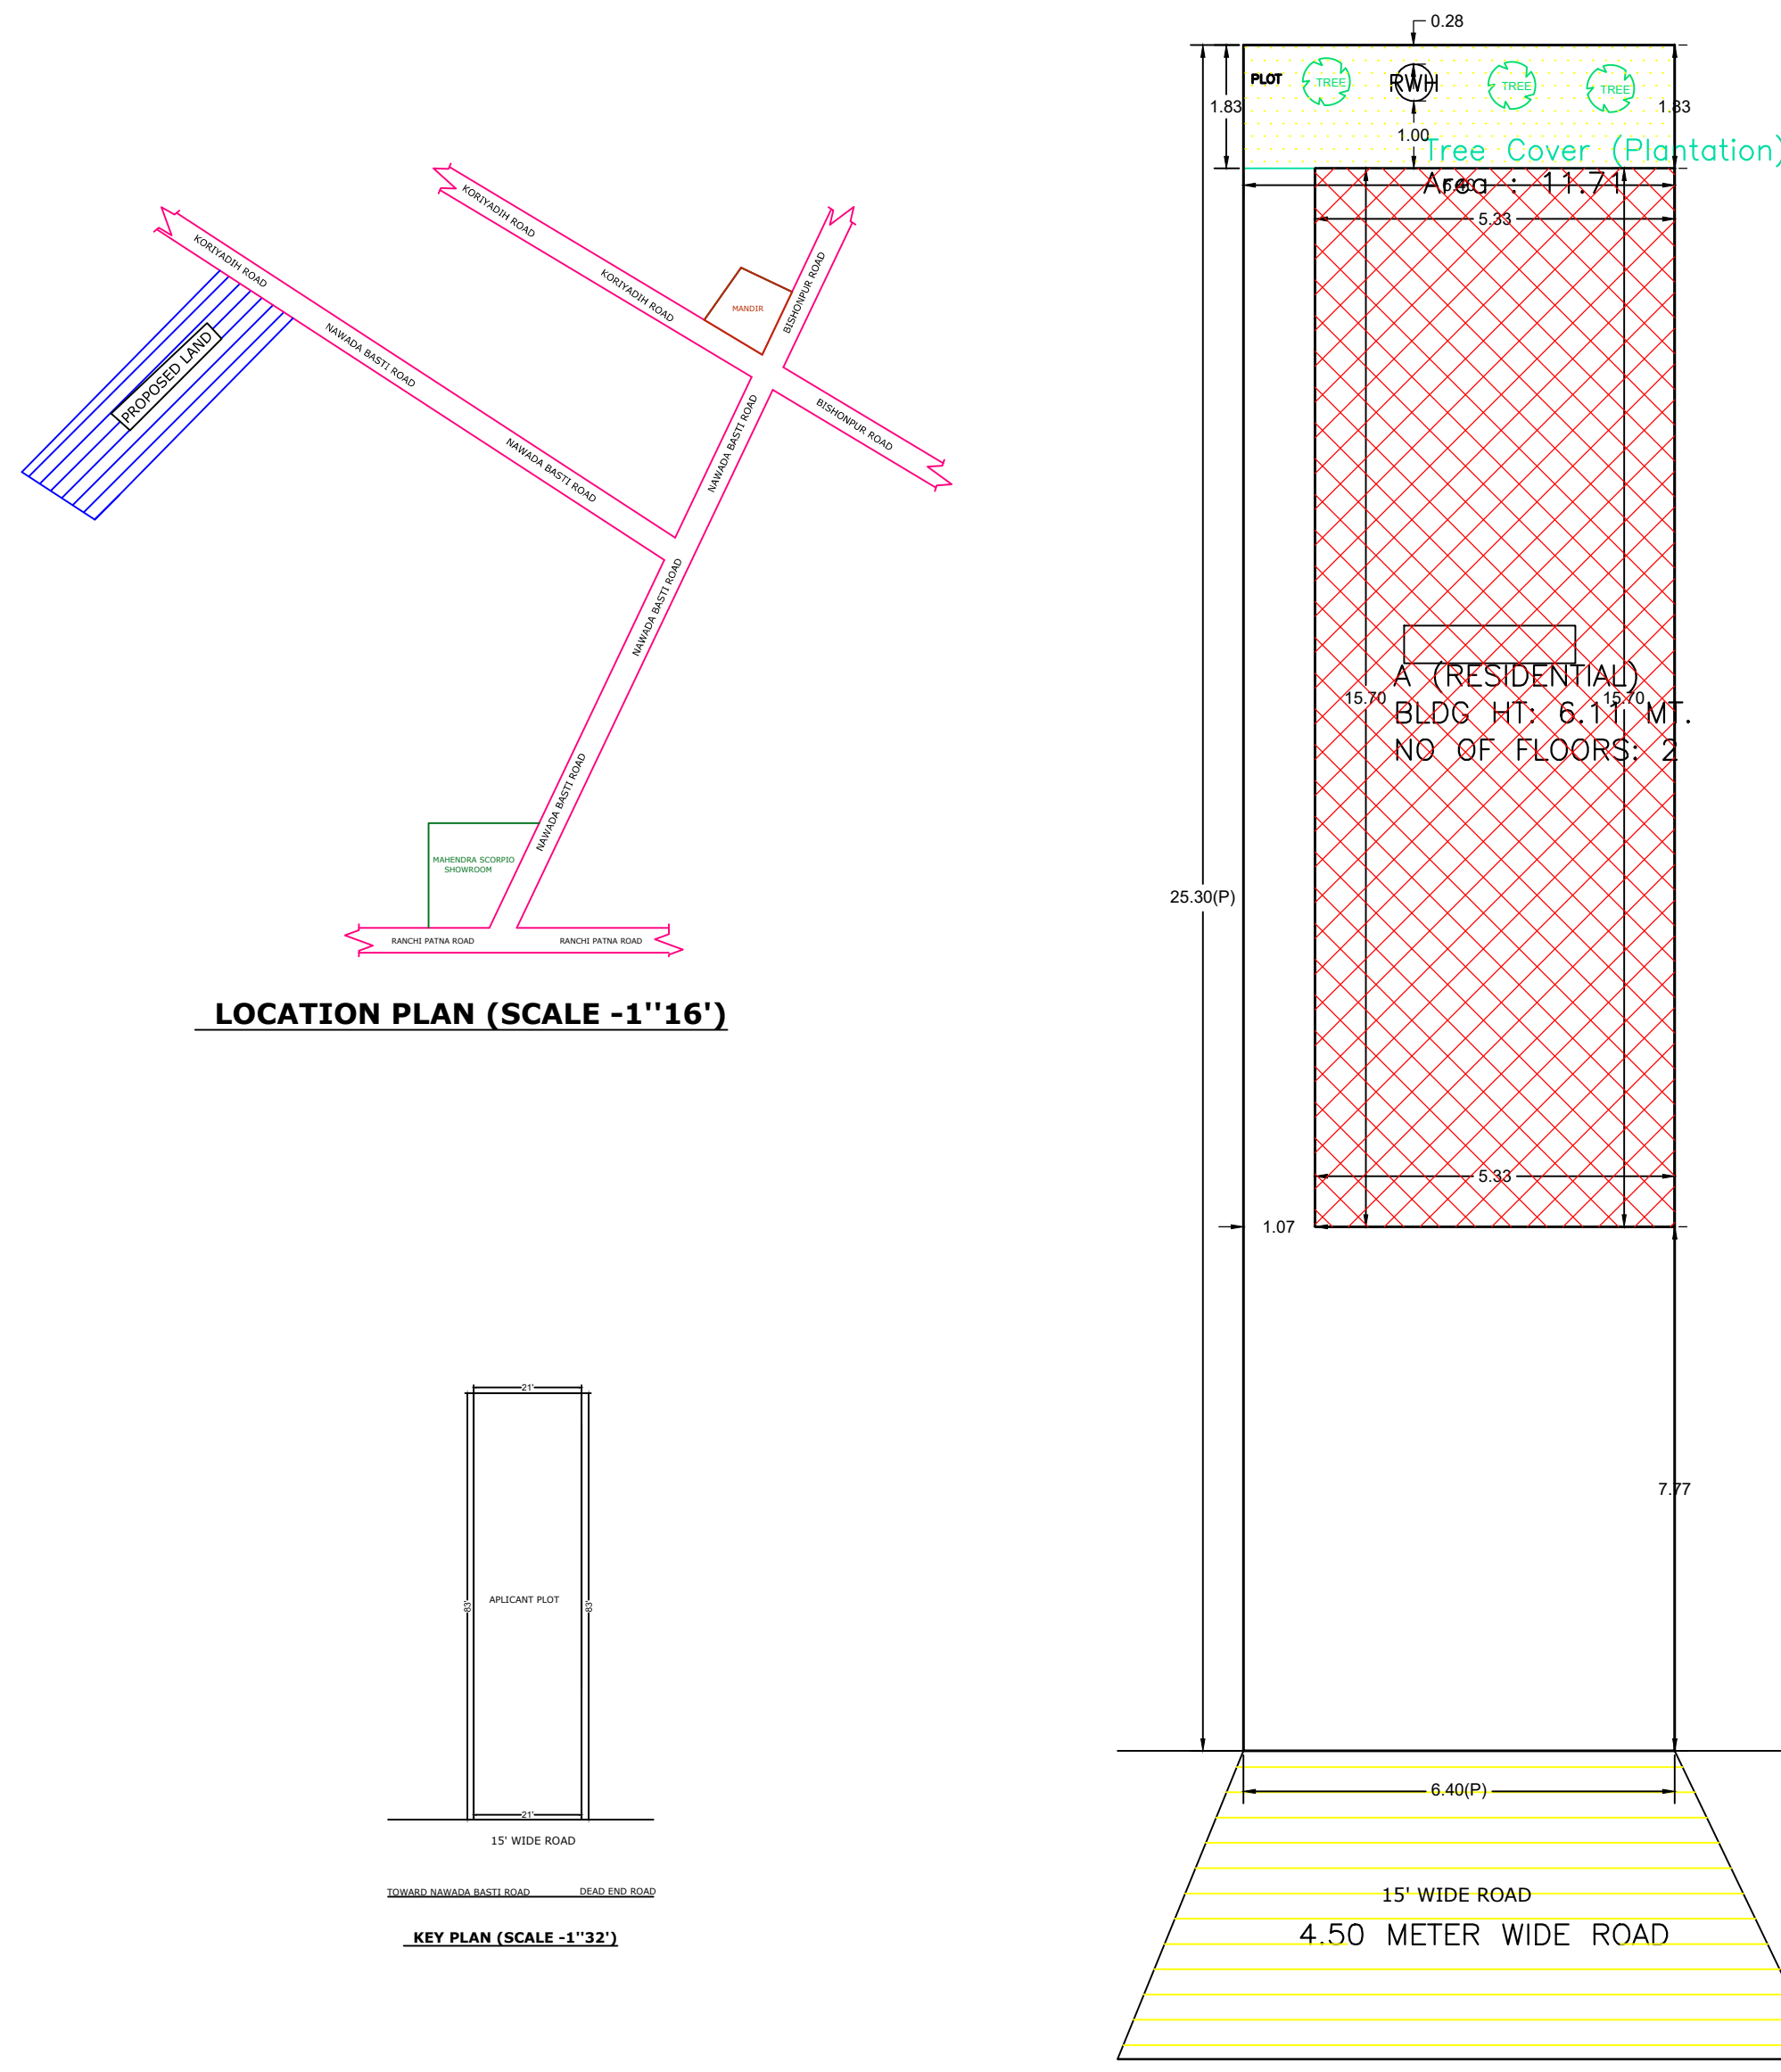 KORIYADIH ROAD
KORIYADIH ROAD
KORIYADIH ROAD
BISHONPUR ROAD
MANDIR
NAWADA BASTI ROAD
PROPOSED LAND
BISHONPUR ROAD
NAWADA BASTI ROAD
NAWADA BASTI ROAD
NAWADA BASTI ROAD
NAWADA BASTI ROAD
MAHENDRA SCORPIO
SHOWROOM
RANCHI PATNA ROAD
RANCHI PATNA ROAD
LOCATION PLAN (SCALE -1''16')
21'
83'
83'
APLICANT PLOT
21'
15' WIDE ROAD
TOWARD NAWADA BASTI ROAD
DEAD END ROAD
KEY PLAN (SCALE -1''32')
0.28
PLOT
TREE
RWH
TREE
TREE
1.83
1.83
1.00
Tree Cover (Plantation)
Area : 11.71
6.40
5.33
A (RESIDENTIAL)
15.70
15.70
BLDG HT: 6.11 MT.
NO OF FLOORS: 2
25.30(P)
5.33
1.07
7.77
6.40(P)
15' WIDE ROAD
4.50 METER WIDE ROAD